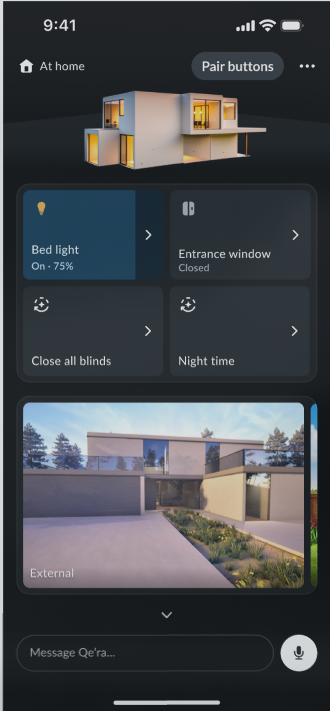 9:41
At home
Pair buttons
Bed light
On · 75%
Entrance window
Closed
Close all blinds
Night time
External
Message Qe'ra...